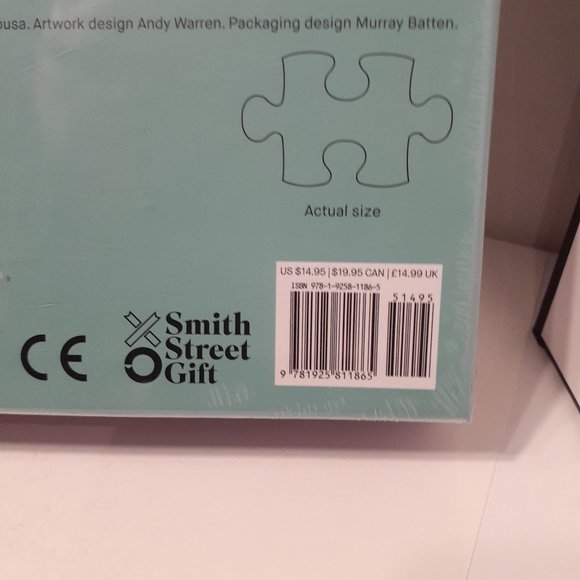 Artwork design Andy Warren. Packaging design Murray Batten.
Actual size
US $14.95 | $19.95 CAN | £14.99 UK
ISBN 978-1-9258-1186-5
51495
9 781925 811865
CE
Smith
Street
Gift